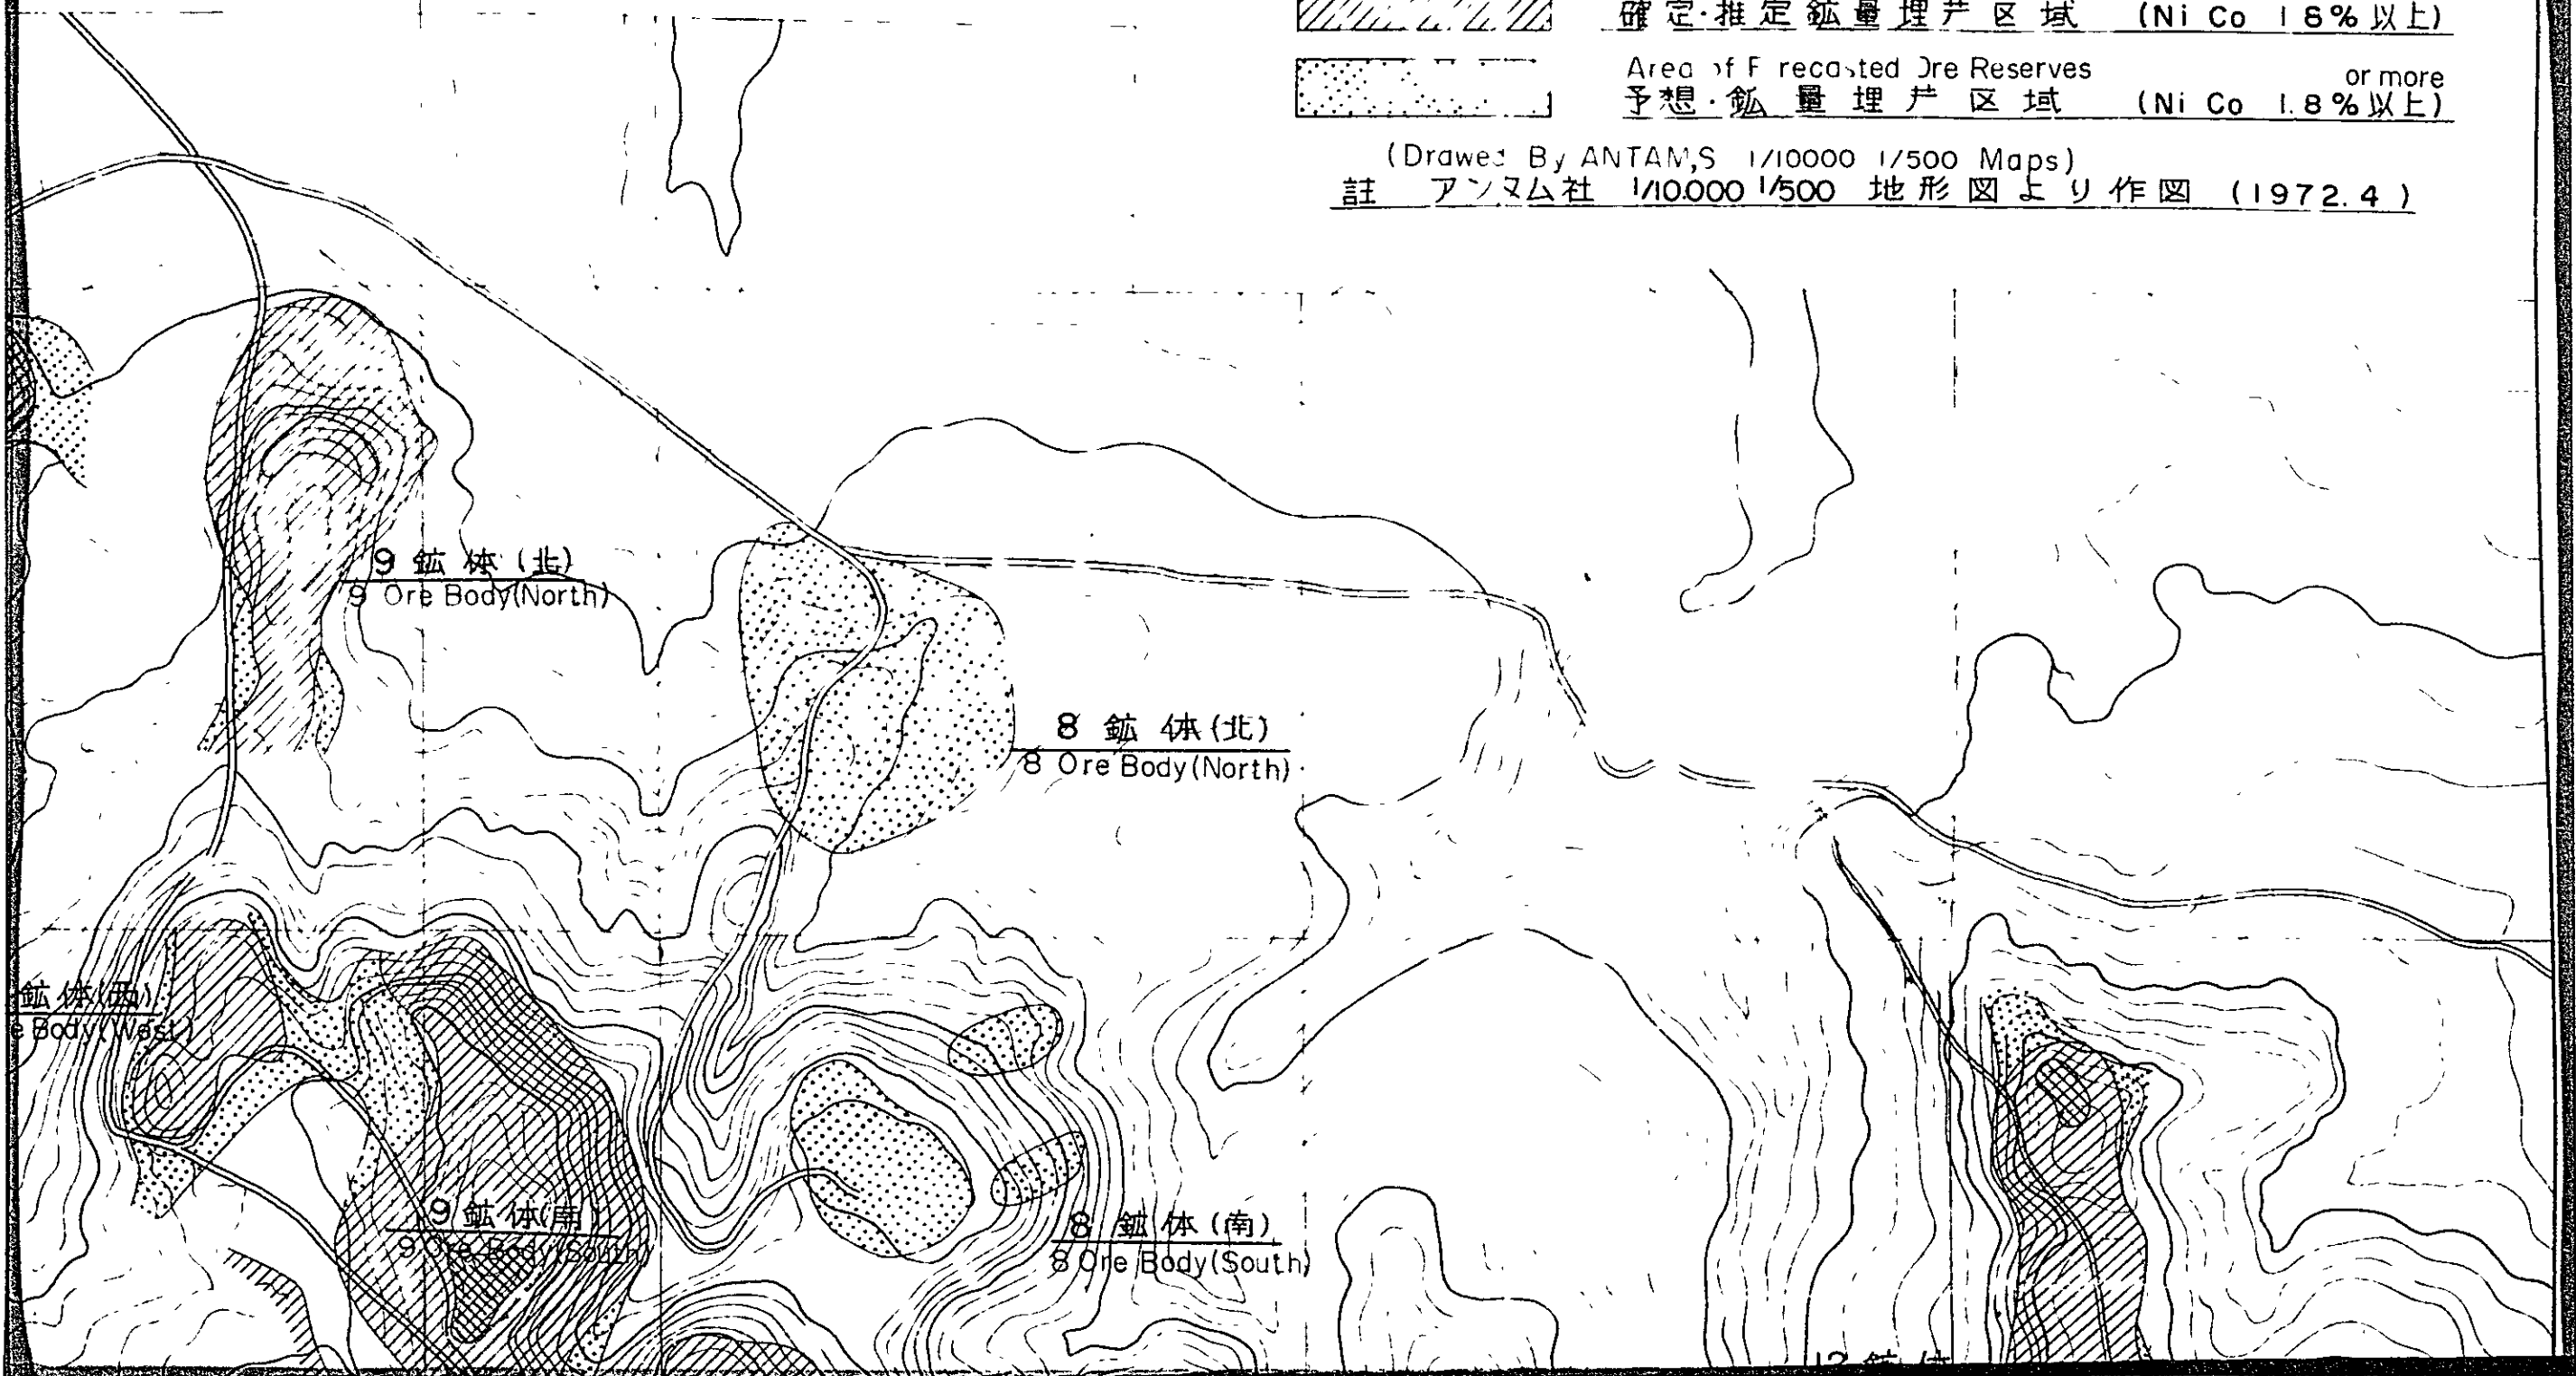 確定·推定鉱量埋芦区域 (Ni Co 1 8%以上)
Area of F recasted Ore Reserves or more
予想·鉱量埋芦区域 (Ni Co 1.8%以上)
(Drawed By ANTAM,S 1/10000 1/500 Maps)
註 アンヌム社 1/10.000 1/500 地形図より作図 (1972.4)
9 鉱体(北)
9 Ore Body(North)
8 鉱体(北)
8 Ore Body(North)
鉱体(西)
e Body(West)
9 鉱体(南)
9 Ore Body(South)
8 鉱体(南)
8 Ore Body(South)